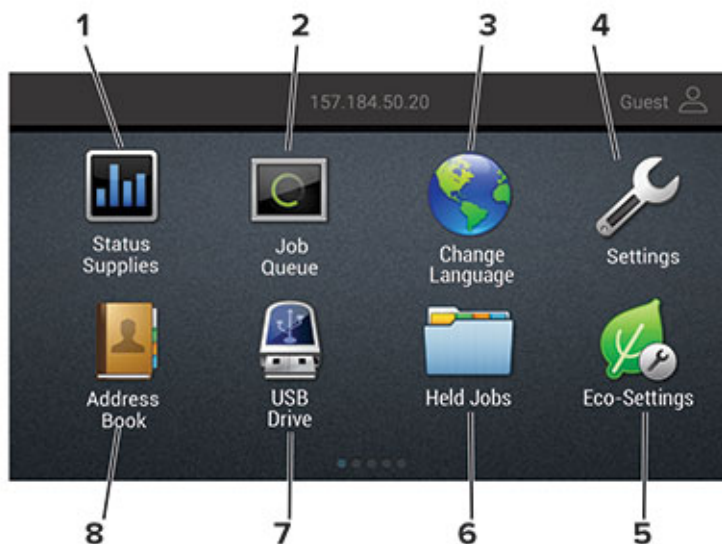 1 2 3 4
157.184.50.20 Guest
Status Job Change Settings
Supplies Queue Language
Address USB Held Jobs Eco-Settings
Book Drive
8 7 6 5